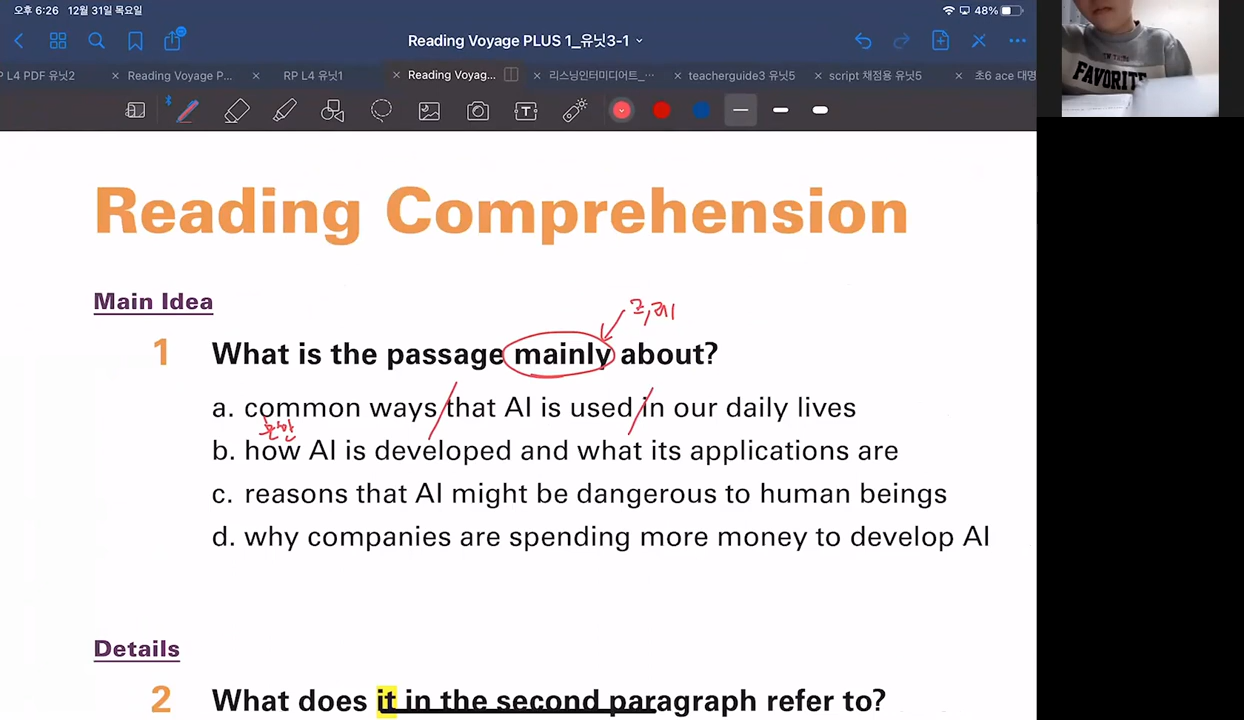 오후 6:26 12월 31일 목요일
48%
Reading Voyage PLUS 1_유닛3-1
P L4 PDF 유닛2
Reading Voyage P...
RP L4 유닛1
Reading Voyag...
리스닝인터미디어트_...
teacherguide3 유닛5
script 채점용 유닛5
초6 ace 대명
FAVORITE
Reading Comprehension
Main Idea
주제
1 What is the passage mainly about?
a. common ways that AI is used in our daily lives
흔한
b. how AI is developed and what its applications are
c. reasons that AI might be dangerous to human beings
d. why companies are spending more money to develop AI
Details
2 What does it in the second paragraph refer to?